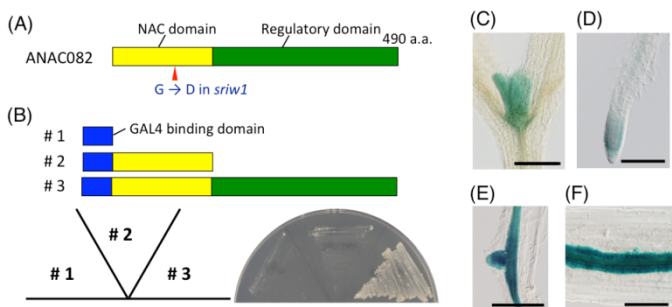 (A)
NAC domain
Regulatory domain
490 a.a.
ANAC082
G → D in sriw1
(B)
# 1
GAL4 binding domain
# 2
# 3
# 2
# 1
# 3
(C)
(D)
(E)
(F)